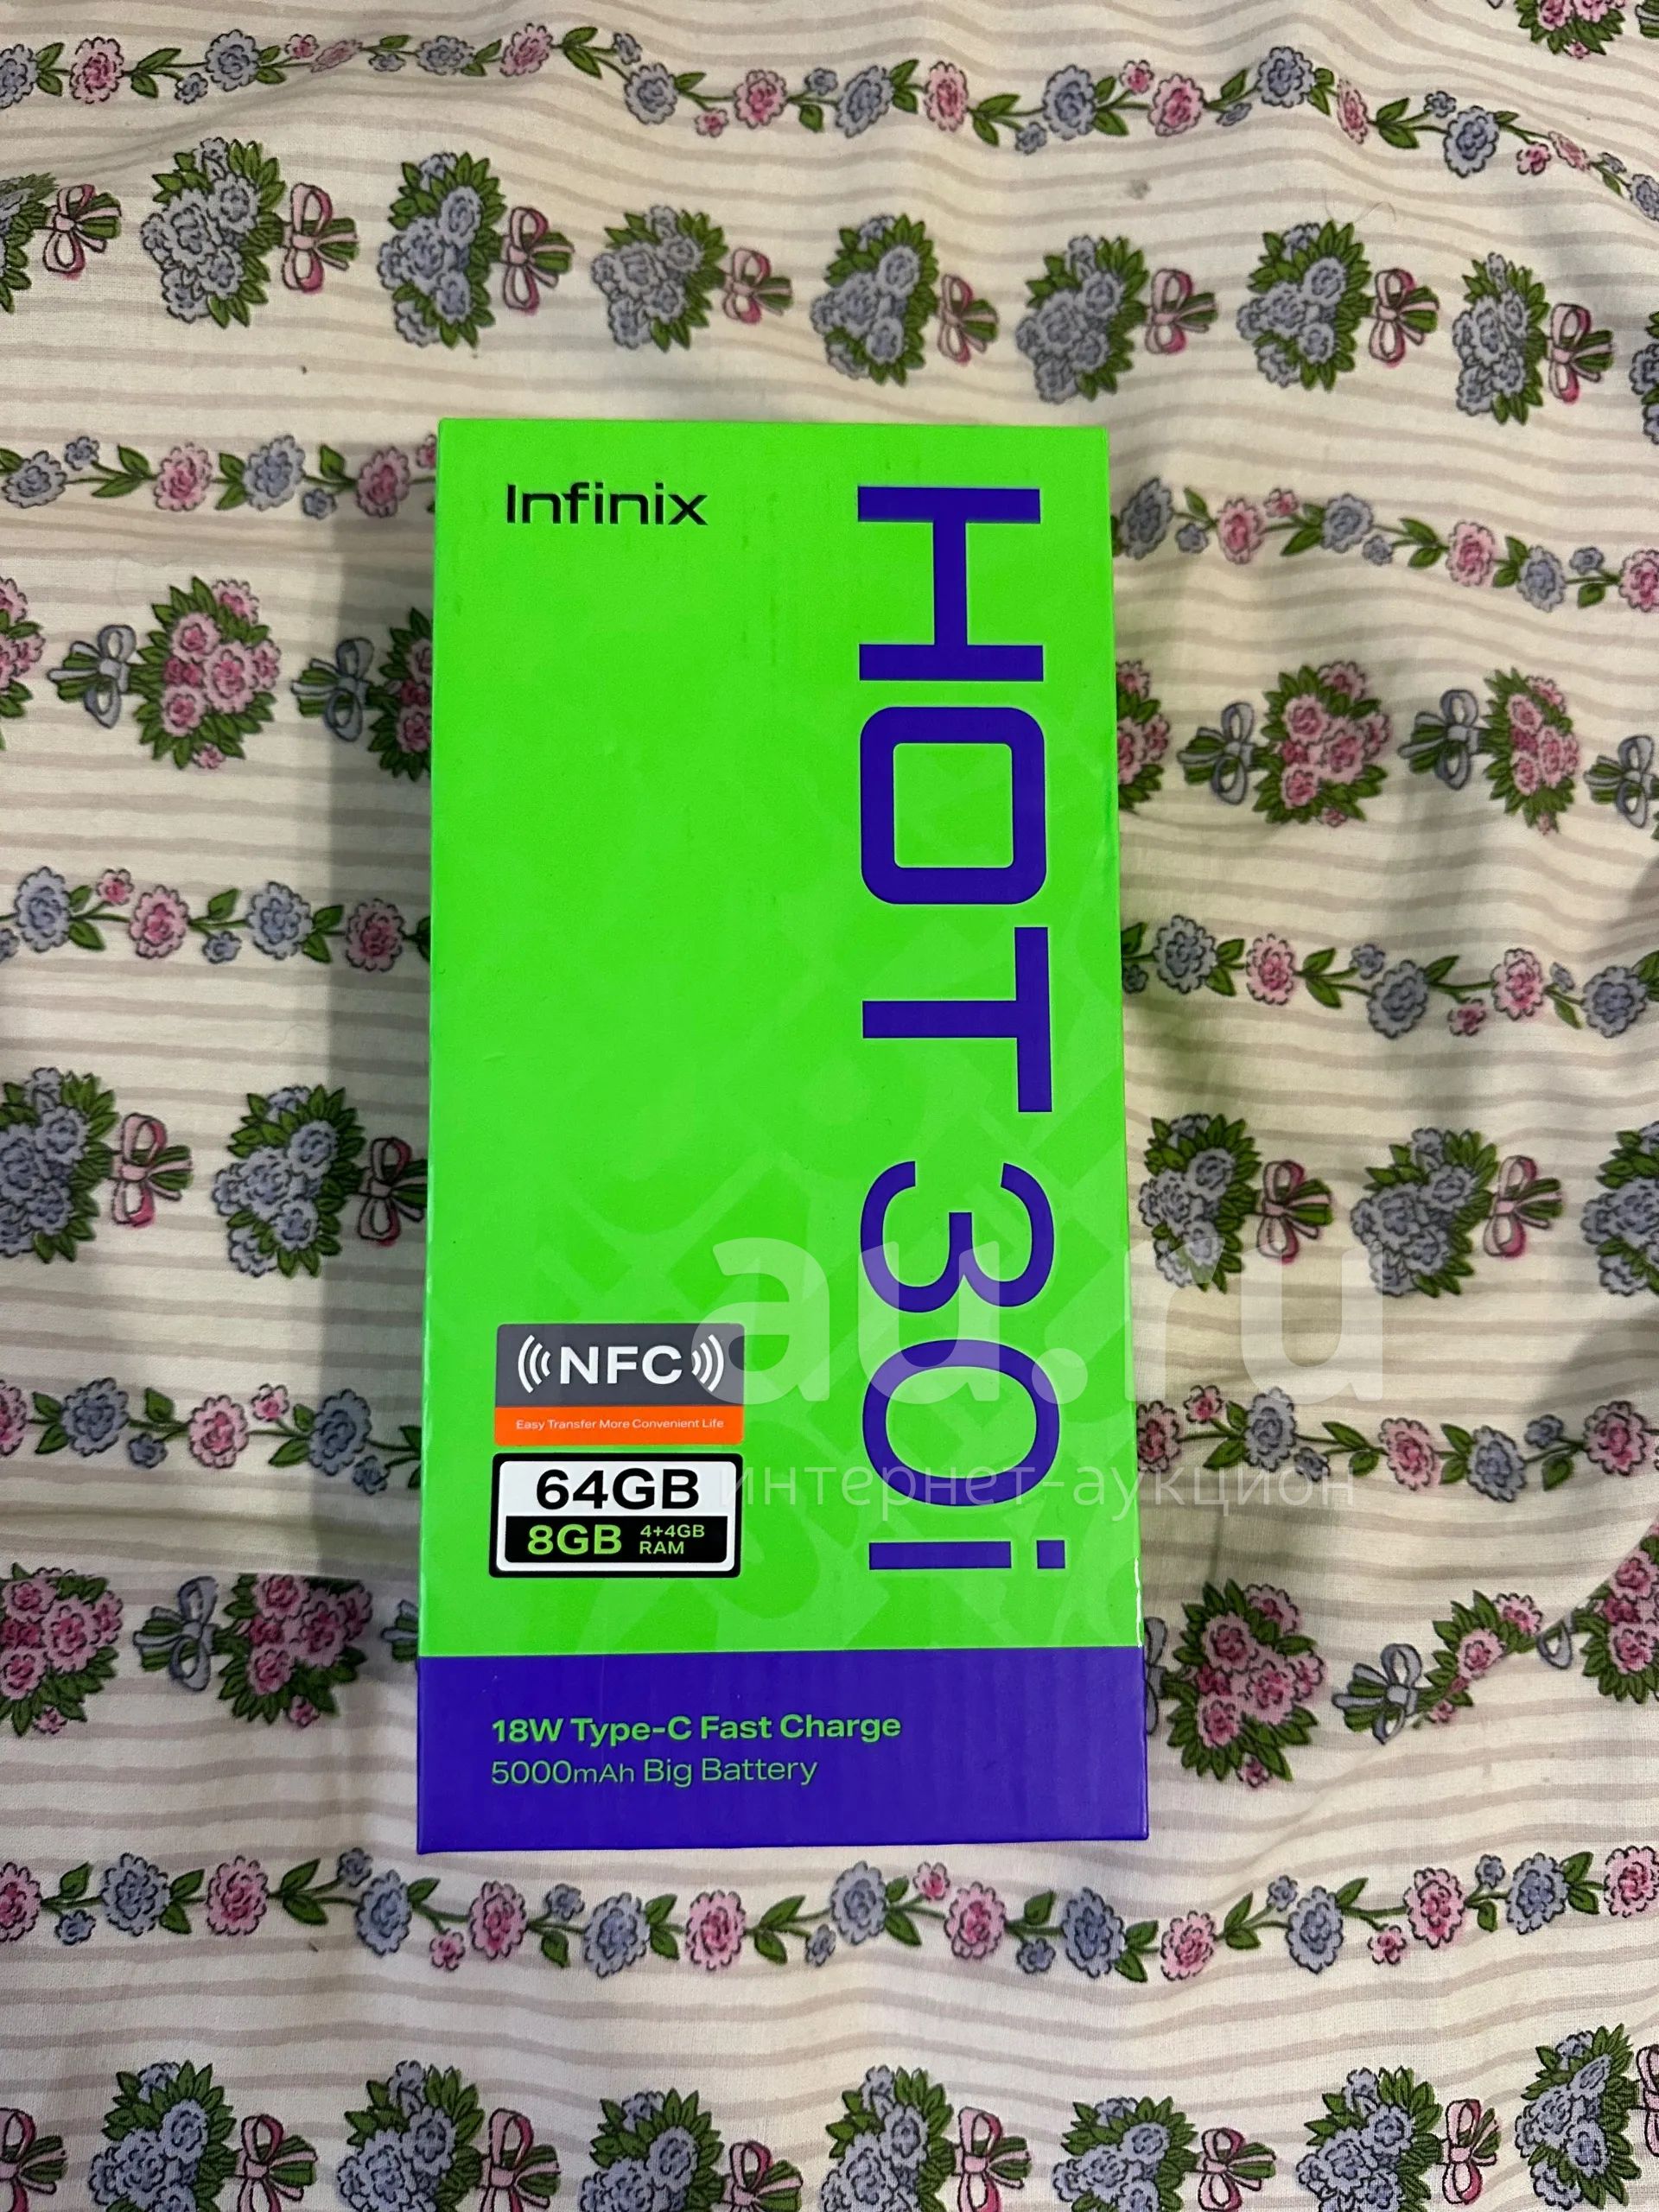 Infinix
HOT 30i
NFC
Easy Transfer More Convenient Life
64GB
8GB 4+4GB
RAM
18W Type-C Fast Charge
5000mAh Big Battery
au.ru
интернет-аукцион